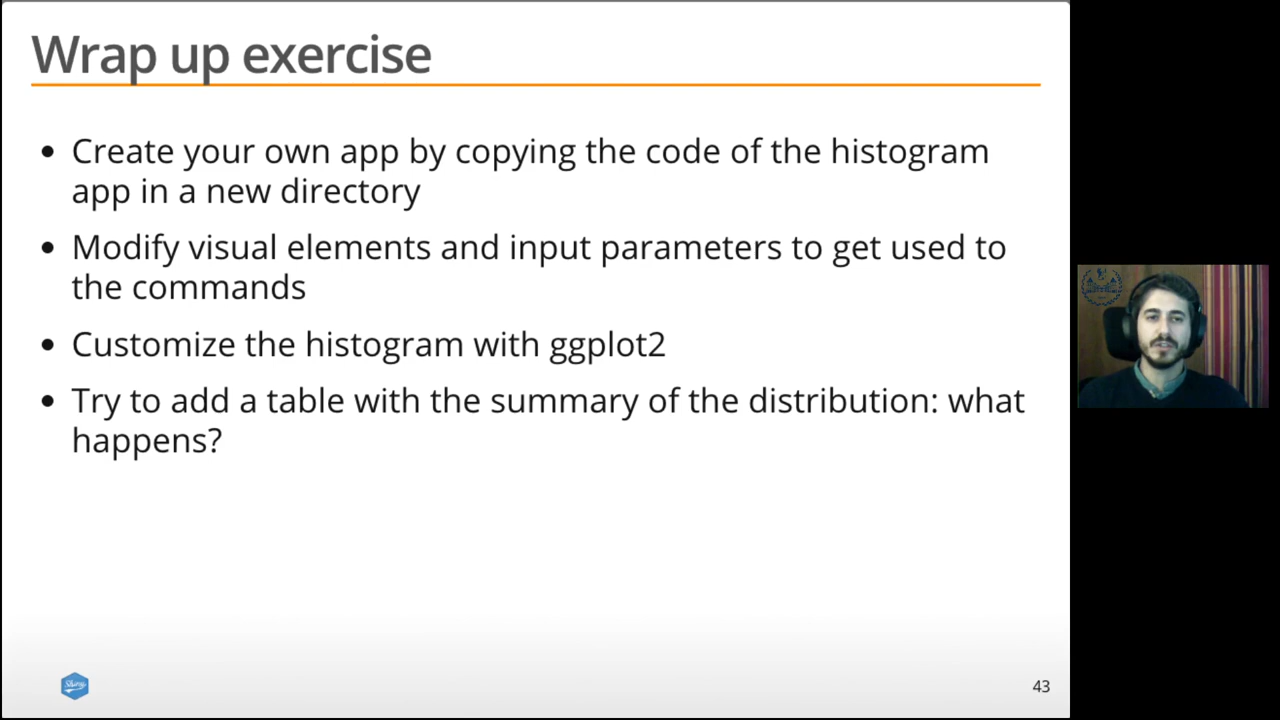 Wrap up exercise
• Create your own app by copying the code of the histogram
app in a new directory
• Modify visual elements and input parameters to get used to
the commands
• Customize the histogram with ggplot2
• Try to add a table with the summary of the distribution: what
happens?
Shiny
43